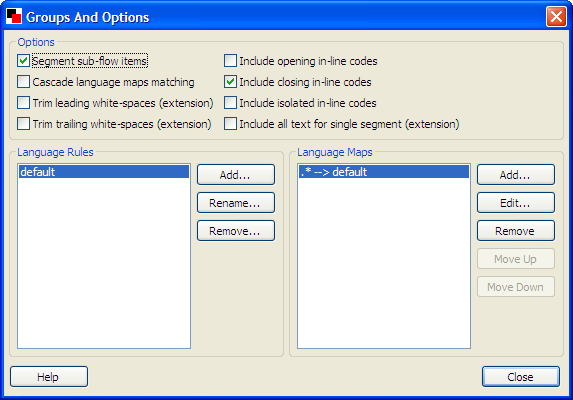 Groups And Options
Options
Segment sub-flow items
Include opening in-line codes
Cascade language maps matching
Include closing in-line codes
Trim leading white-spaces (extension)
Include isolated in-line codes
Trim trailing white-spaces (extension)
Include all text for single segment (extension)
Language Rules
default
Add...
Rename...
Remove...
Language Maps
.* --> default
Add...
Edit...
Remove
Move Up
Move Down
Help
Close